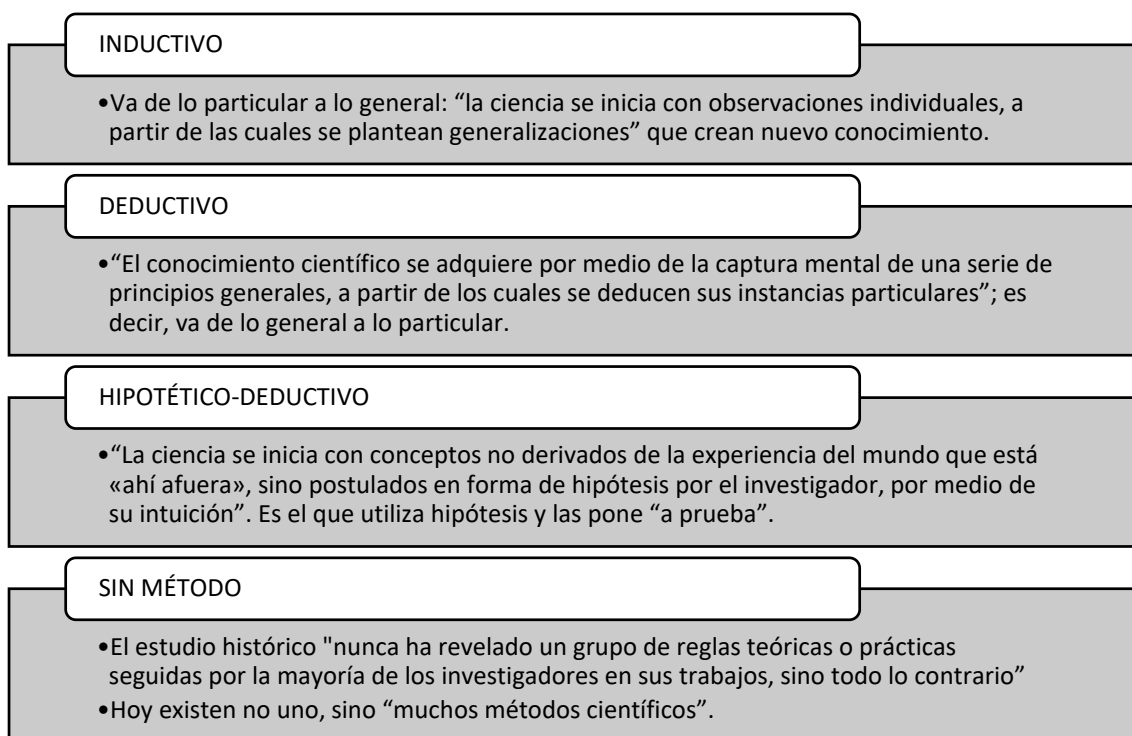 INDUCTIVO
•Va de lo particular a lo general: “la ciencia se inicia con observaciones individuales, a
partir de las cuales se plantean generalizaciones” que crean nuevo conocimiento.
DEDUCTIVO
•“El conocimiento científico se adquiere por medio de la captura mental de una serie de
principios generales, a partir de los cuales se deducen sus instancias particulares”; es
decir, va de lo general a lo particular.
HIPOTÉTICO-DEDUCTIVO
•“La ciencia se inicia con conceptos no derivados de la experiencia del mundo que está
«ahí afuera», sino postulados en forma de hipótesis por el investigador, por medio de
su intuición”. Es el que utiliza hipótesis y las pone “a prueba”.
SIN MÉTODO
•El estudio histórico "nunca ha revelado un grupo de reglas teóricas o prácticas
seguidas por la mayoría de los investigadores en sus trabajos, sino todo lo contrario”
•Hoy existen no uno, sino “muchos métodos científicos”.